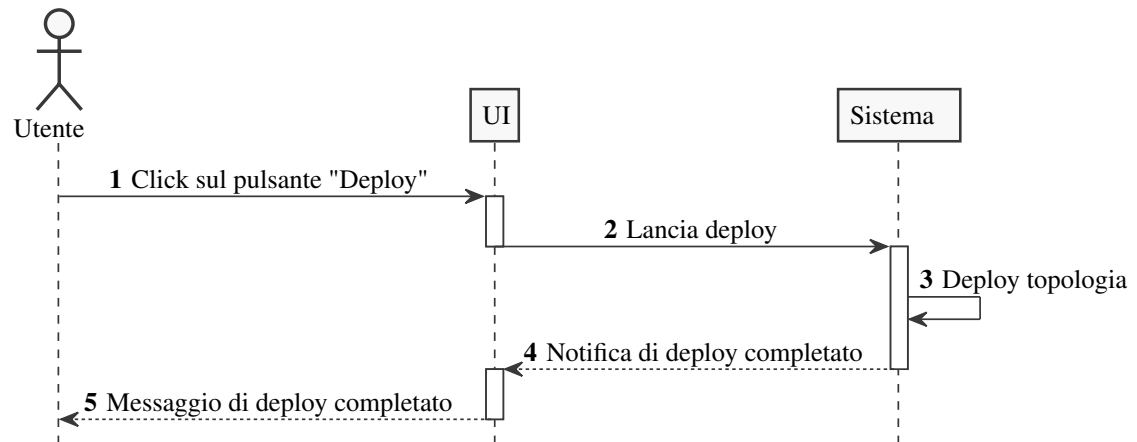 Utente
UI
Sistema
1 Click sul pulsante "Deploy"
2 Lancia deploy
3 Deploy topologia
4 Notifica di deploy completato
5 Messaggio di deploy completato